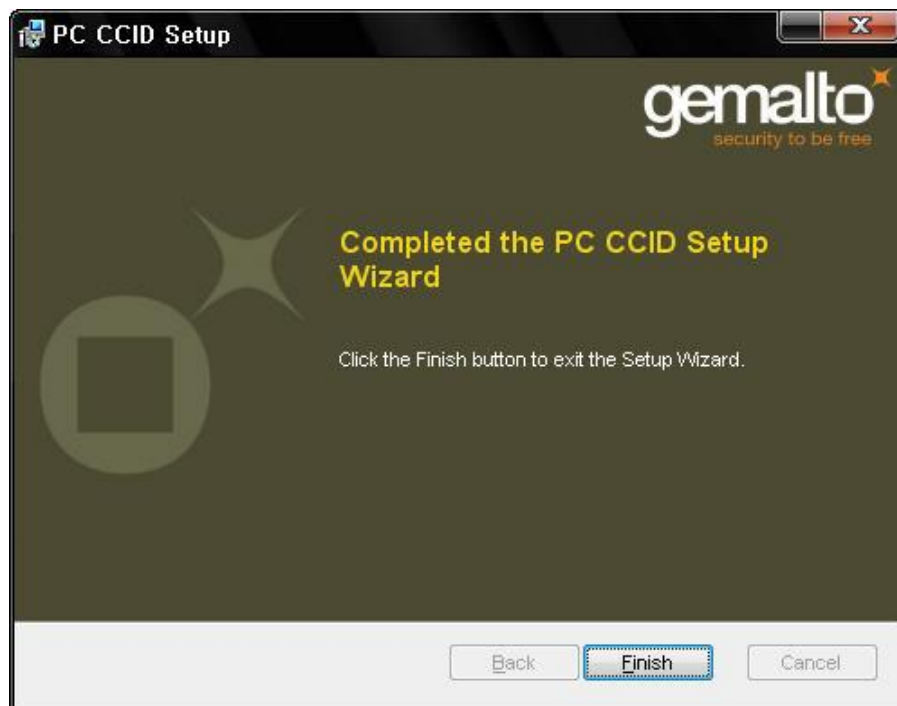 PC CCID Setup
gemalto
security to be free
Completed the PC CCID Setup
Wizard
Click the Finish button to exit the Setup Wizard.
Back
Finish
Cancel